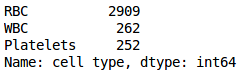 RBC 2909
WBC 262
Platelets 252
Name: cell type, dtype: int64